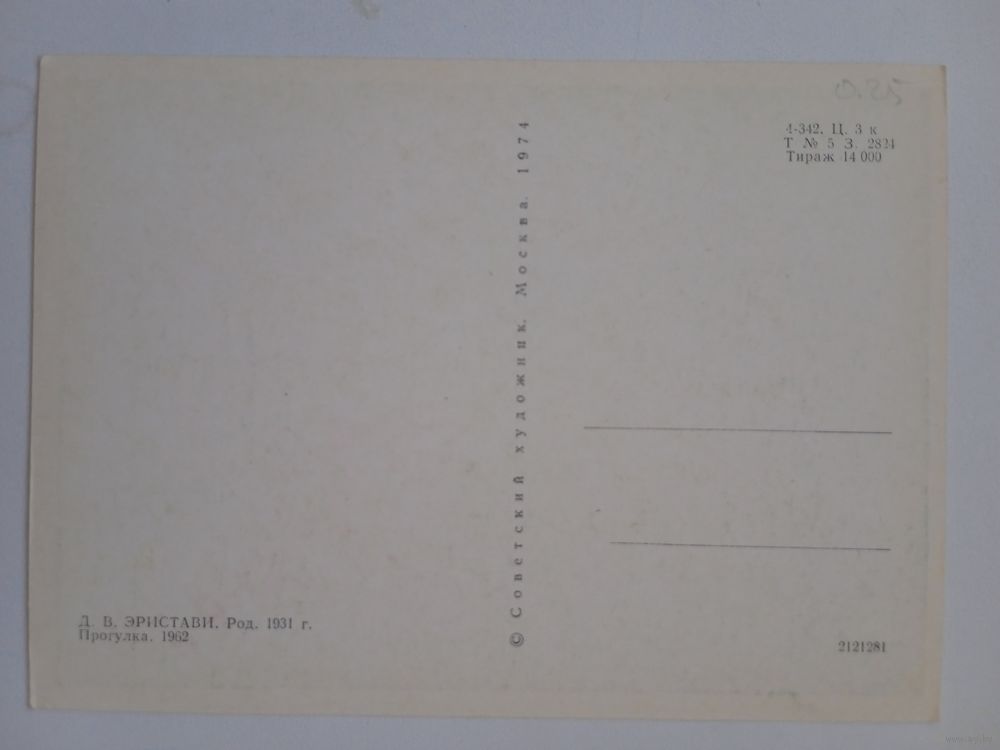 0.25
4-342. Ц. 3 к
Т № 5 З. 2824
Тираж 14 000
© Советский художник. Москва. 1974
Д. В. ЭРИСТАВИ. Род. 1931 г.
Прогулка. 1962
2121281